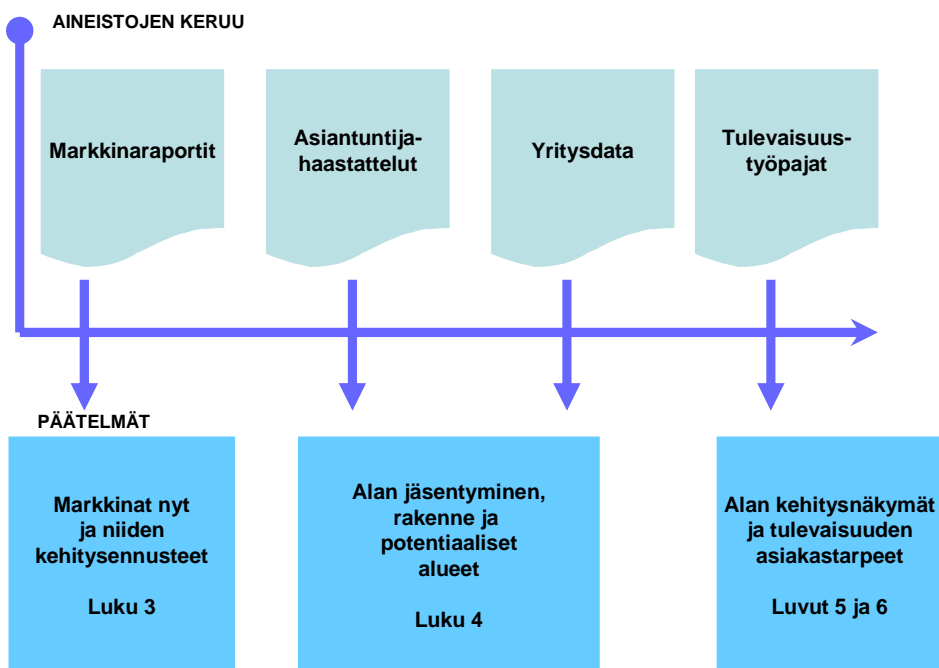 AINEISTOJEN KERUU
Markkinaraportit
Asiantuntija-
haastattelut
Yritysdata
Tulevaisuus-
työpajat
PÄÄTELMÄT
Markkinat nyt
ja niiden
kehitysennusteet
Luku 3
Alan jäsentyminen,
rakenne ja
potentiaaliset
alueet
Luku 4
Alan kehitysnäkymät
ja tulevaisuuden
asiakastarpeet
Luvut 5 ja 6